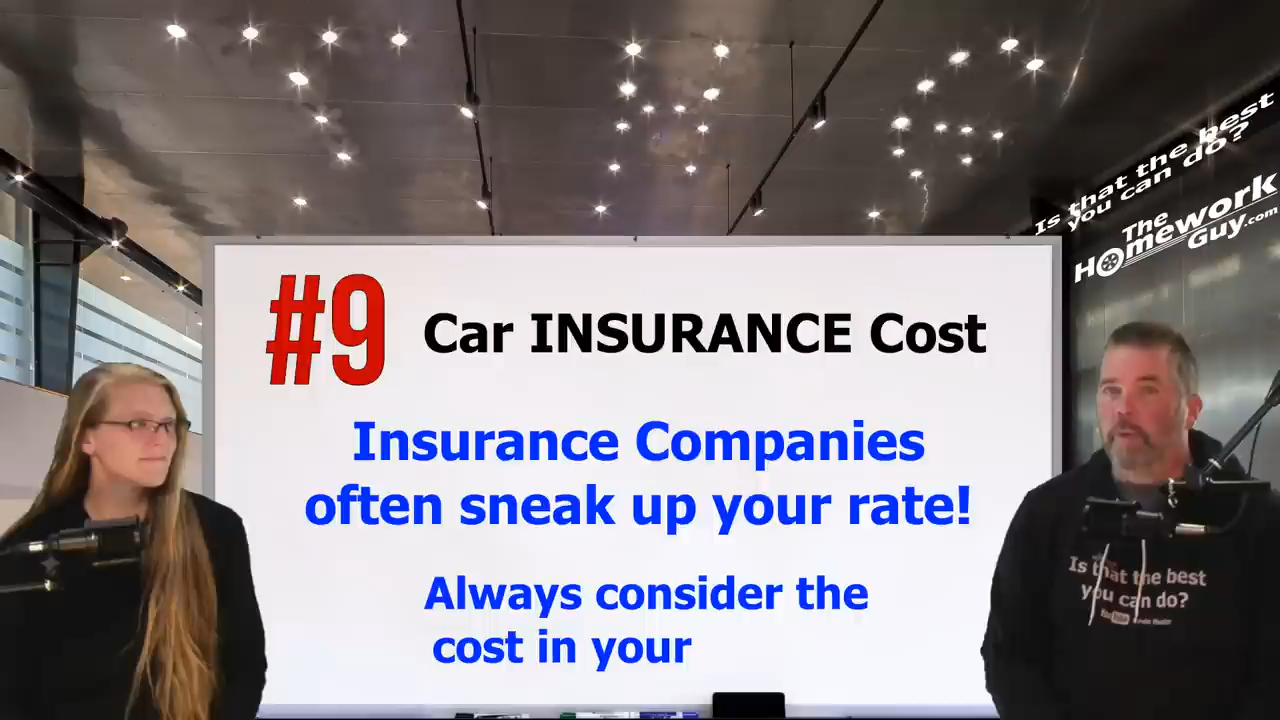 Is that the best
you can do?
The
Homework
Guy.com
#9 Car INSURANCE Cost
Insurance Companies
often sneak up your rate!
Always consider the
cost in your
Is that the best
you can do?